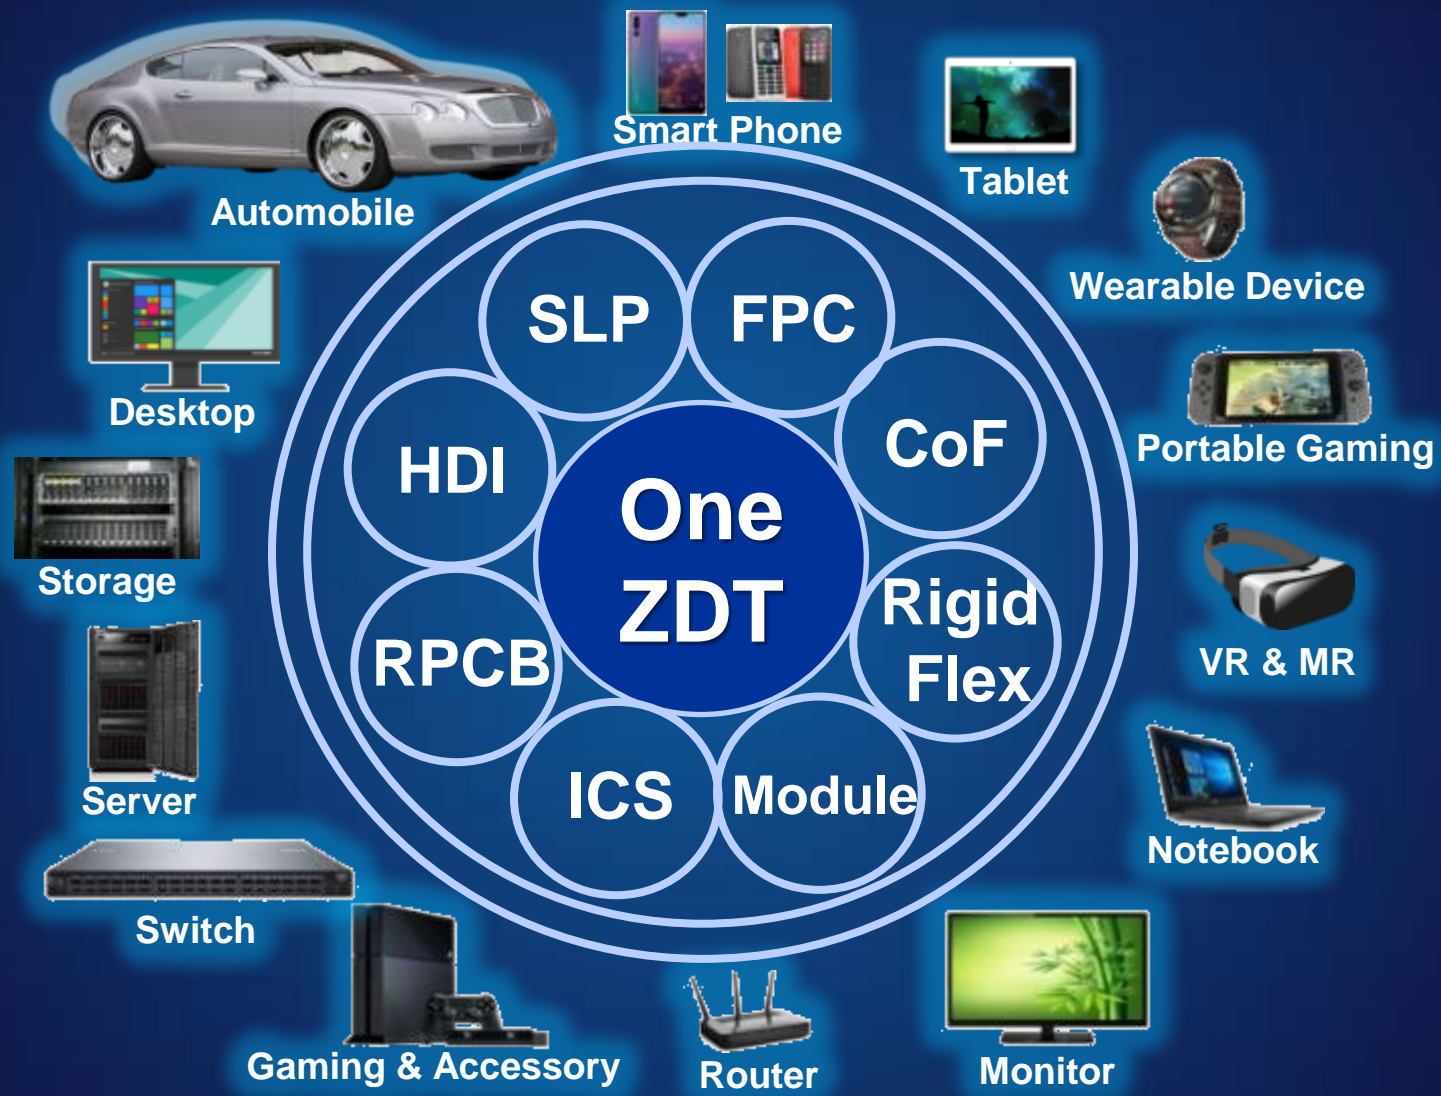 Smart Phone
Tablet
Automobile
Wearable Device
SLP
FPC
Desktop
CoF
Portable Gaming
HDI
One
ZDT
Storage
Rigid
Flex
RPCB
VR & MR
Server
ICS
Module
Notebook
Switch
Gaming & Accessory
Router
Monitor